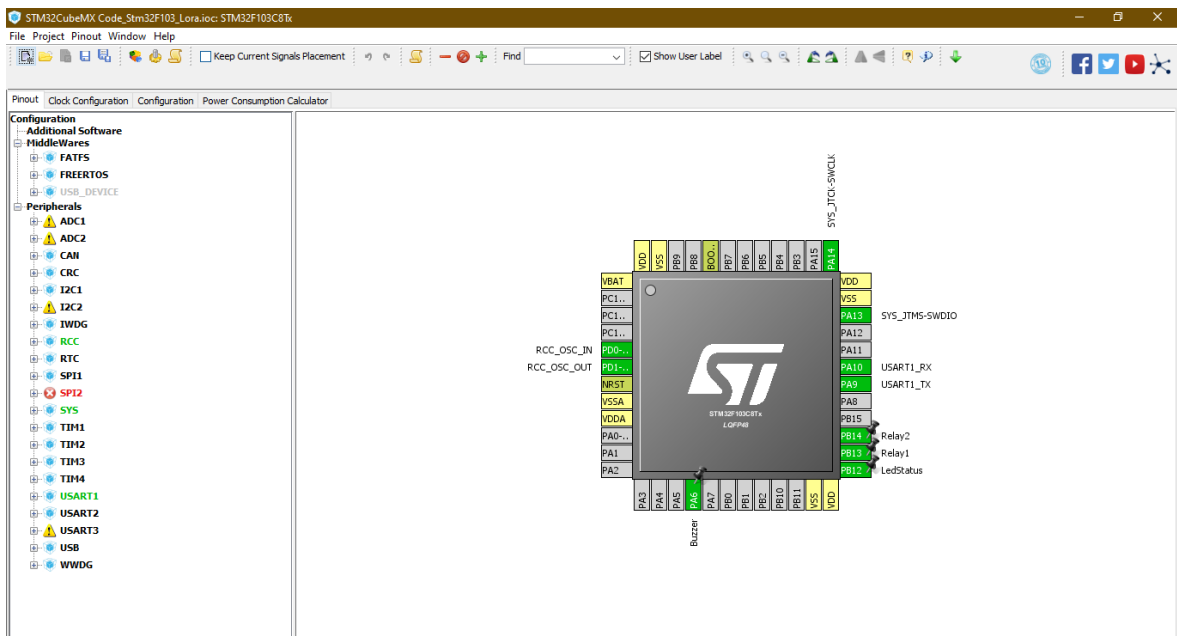 STM32CubeMX Code_Stm32F103_Lora.ioc: STM32F103C8Tx
File Project Pinout Window Help
Keep Current Signals Placement
Find
Show User Label
10
Pinout Clock Configuration Configuration Power Consumption Calculator
Configuration
Additional Software
MiddleWares
FATFS
FREERTOS
USB_DEVICE
Peripherals
ADC1
ADC2
CAN
CRC
I2C1
I2C2
IWDG
RCC
RTC
SPI1
SPI2
SYS
TIM1
TIM2
TIM3
TIM4
USART1
USART2
USART3
USB
WWDG
SYS_JTCK-SWCLK
VDD VSS PB9 PB8 BOO.. PB7 PB6 PB5 PB4 PB3 PA15 PA14
VBAT
PC1..
PC1..
PC1..
RCC_OSC_IN PD0-..
RCC_OSC_OUT PD1-..
NRST
VSSA
VDDA
PA0-..
PA1
PA2
ST
STM32F103C8Tx
LQFP48
VDD
VSS
PA13 SYS_JTMS-SWDIO
PA12
PA11
PA10 USART1_RX
PA9 USART1_TX
PA8
PB15
PB14 Relay2
PB13 Relay1
PB12 LedStatus
PA3 PA4 PA5 PA6 PA7 PB0 PB1 PB2 PB10 PB11 VSS VDD
Buzzer